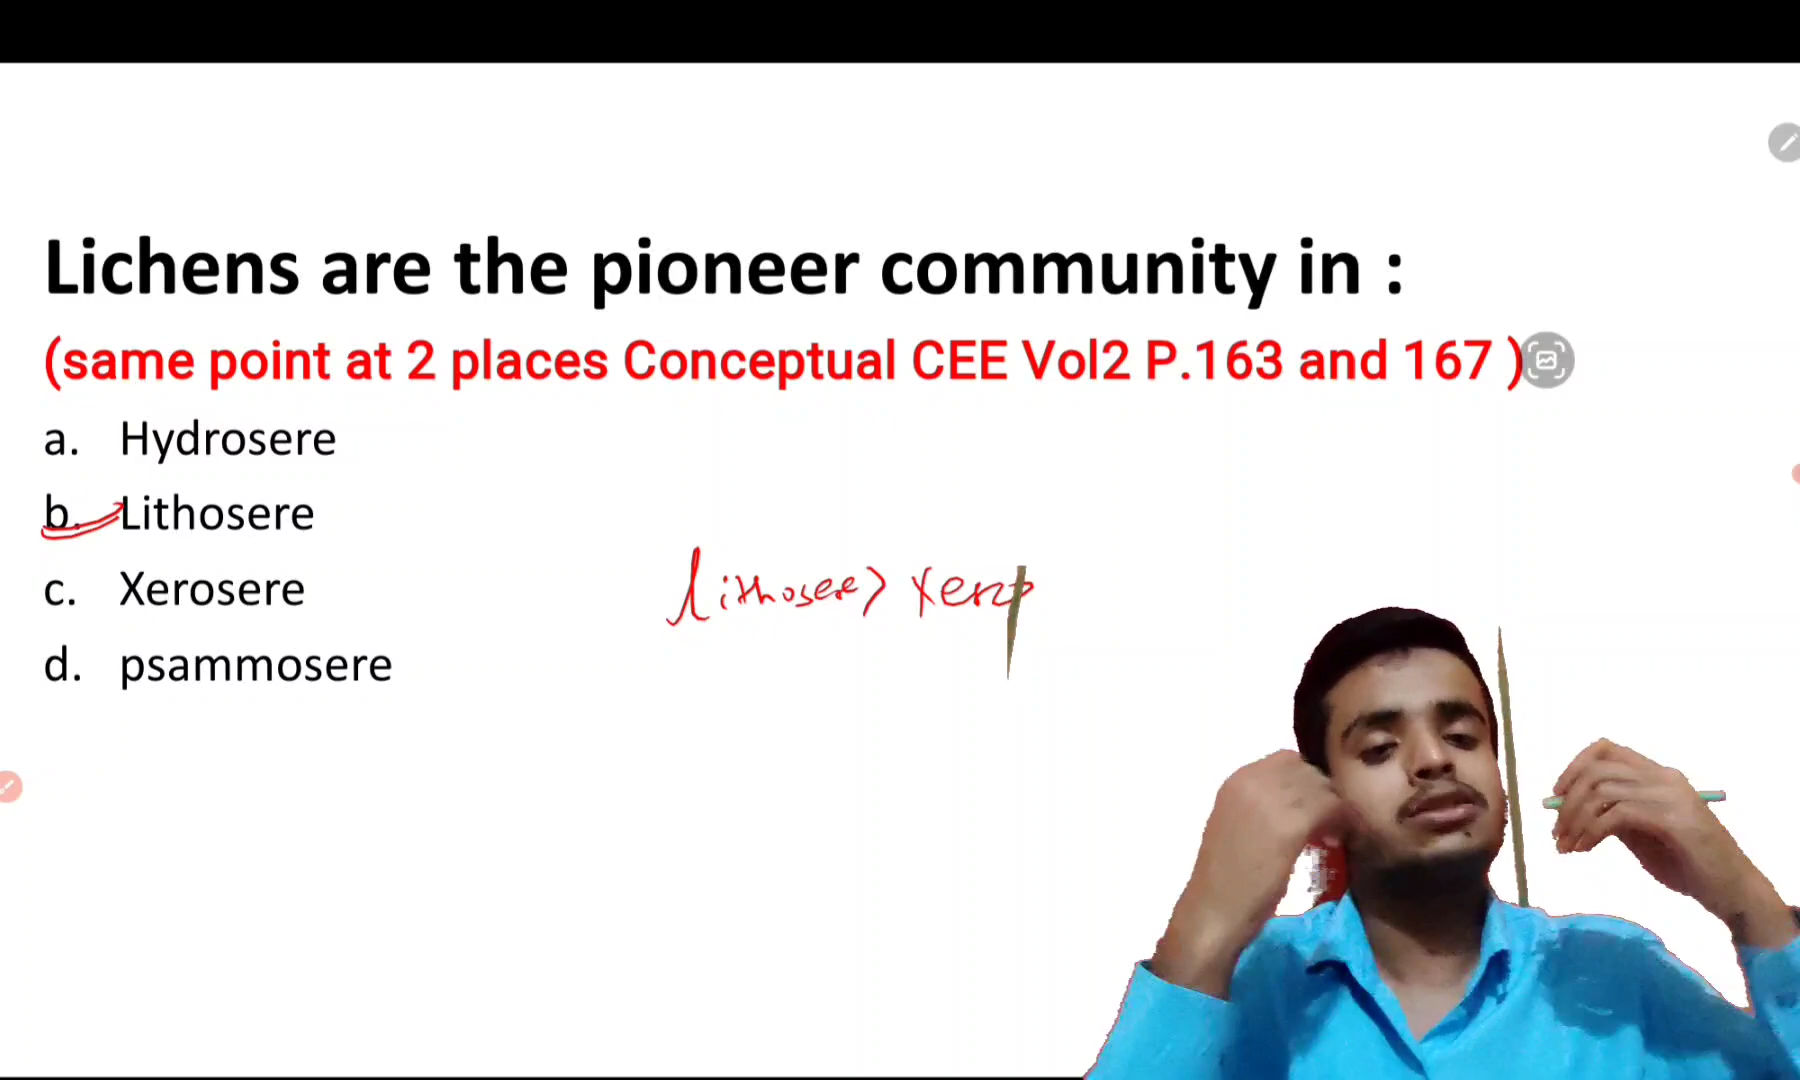 Lichens are the pioneer community in :
(same point at 2 places Conceptual CEE Vol2 P.163 and 167 )
a. Hydrosere
b. Lithosere
c. Xerosere
d. psammosere
lithosere >